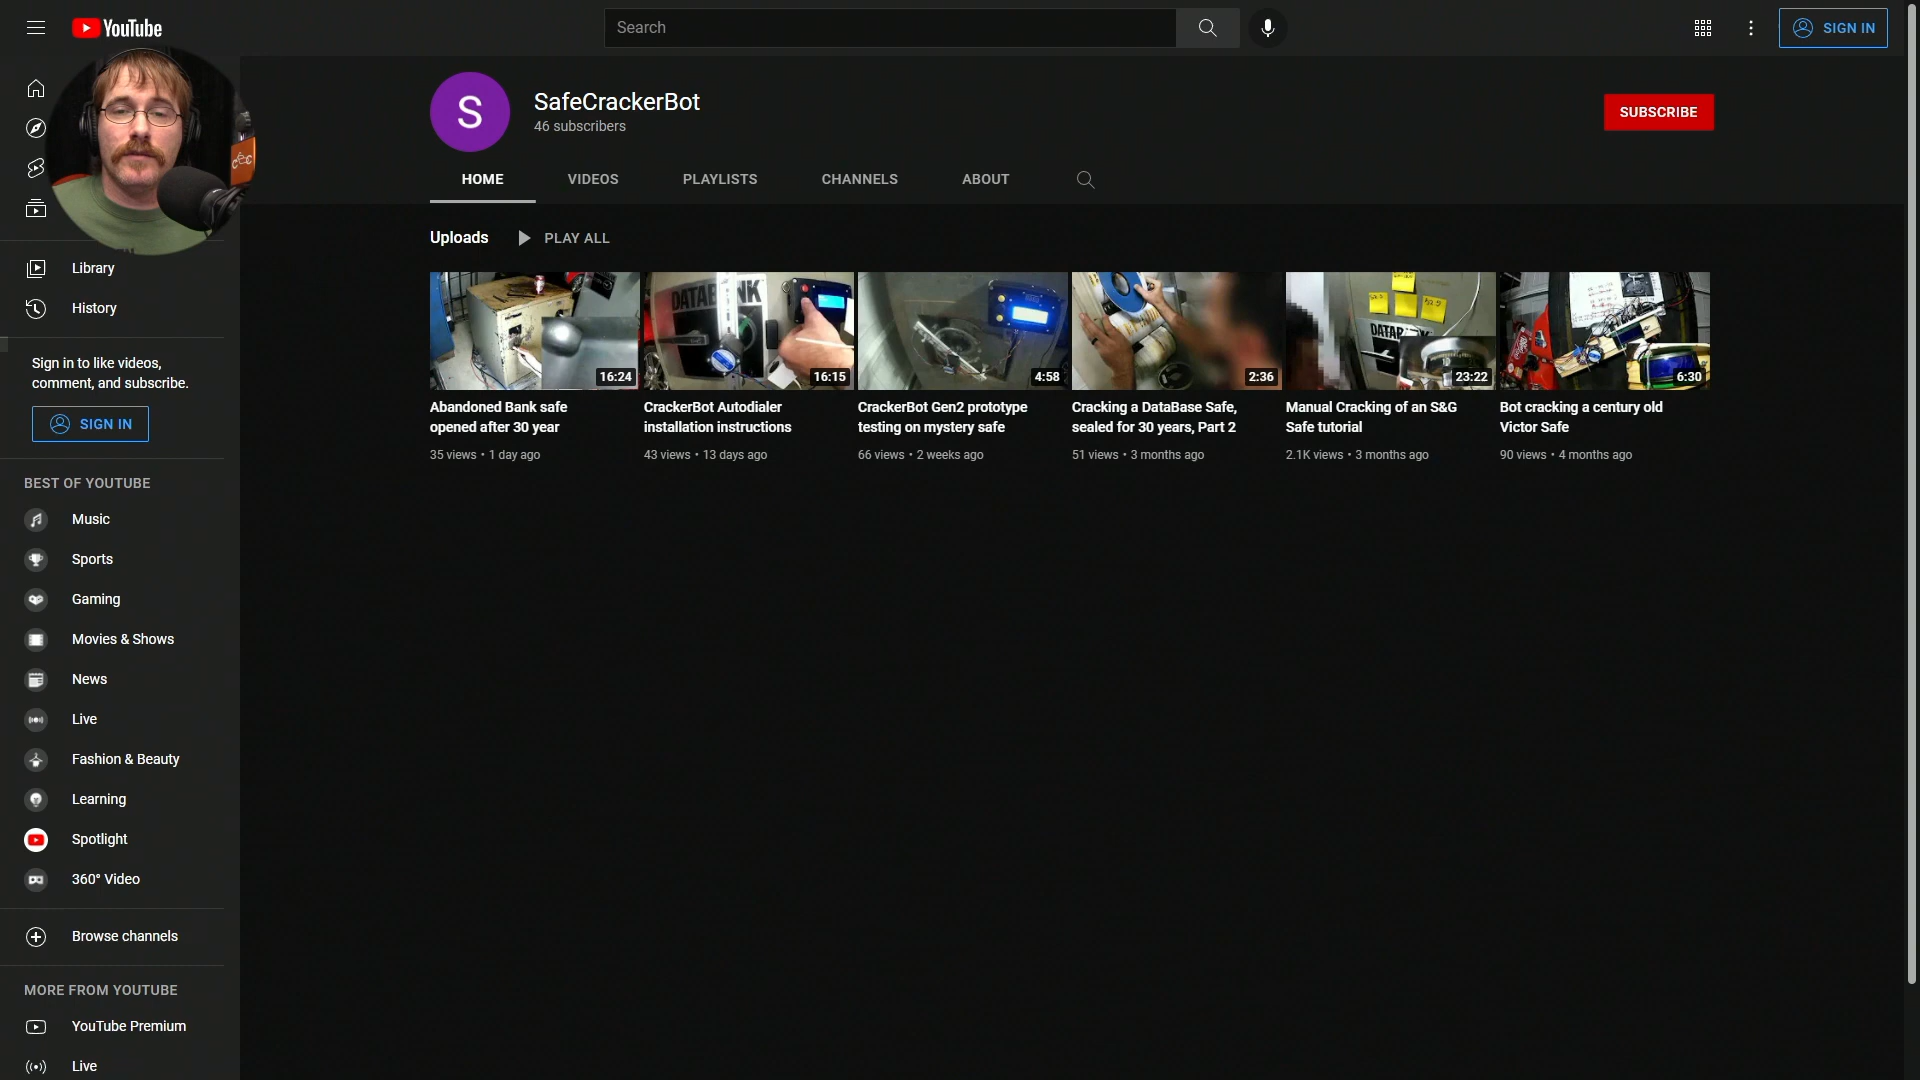 YouTube
Search
SIGN IN
S
SafeCrackerBot
46 subscribers
SUBSCRIBE
HOME
VIDEOS
PLAYLISTS
CHANNELS
ABOUT
Uploads
PLAY ALL
16:24
16:15
4:58
2:36
23:22
6:30
Abandoned Bank safe
opened after 30 year
35 views • 1 day ago
CrackerBot Autodialer
installation instructions
43 views • 13 days ago
CrackerBot Gen2 prototype
testing on mystery safe
66 views • 2 weeks ago
Cracking a DataBase Safe,
sealed for 30 years, Part 2
51 views • 3 months ago
Manual Cracking of an S&G
Safe tutorial
2.1K views • 3 months ago
Bot cracking a century old
Victor Safe
90 views • 4 months ago
Library
History
Sign in to like videos,
comment, and subscribe.
SIGN IN
BEST OF YOUTUBE
Music
Sports
Gaming
Movies & Shows
News
Live
Fashion & Beauty
Learning
Spotlight
360° Video
Browse channels
MORE FROM YOUTUBE
YouTube Premium
Live